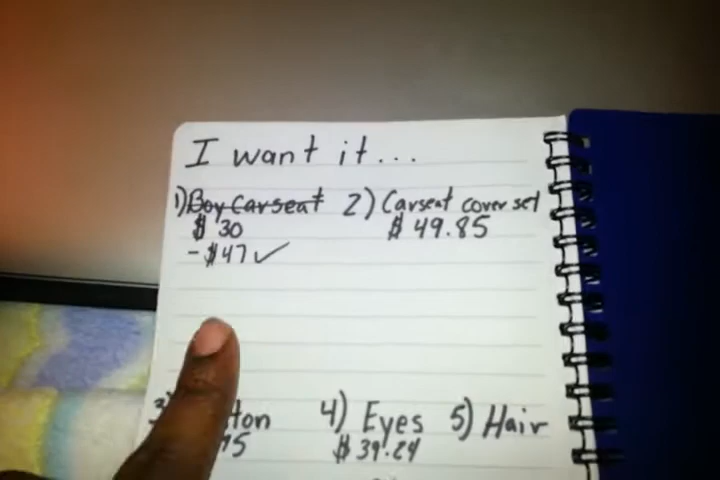 I want it...
1) Boy Carseat 2) Carseat cover set
$ 30 $ 49.85
- $47 ✓
4) Eyes 5) Hair
$ 39.24